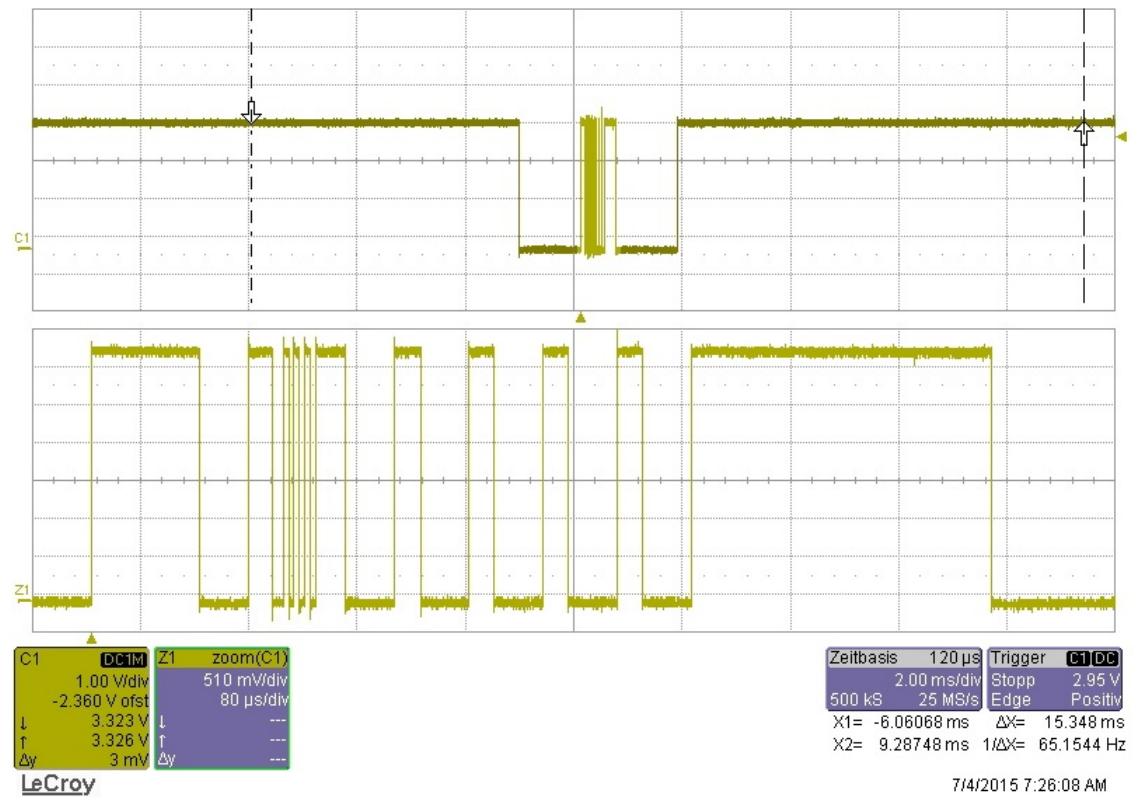 C1
Z1
C1 DC1M
1.00 V/div
-2.360 V ofst
↓ 3.323 V
↑ 3.326 V
Δy 3 mV
Z1 zoom(C1)
510 mV/div
80 µs/div
↓ ---
↑ ---
Δy ---
Zeitbasis 120 µs
2.00 ms/div
500 kS 25 MS/s
Trigger C1 DC
Stopp 2.95 V
Edge Positiv
X1= -6.06068 ms ΔX= 15.348 ms
X2= 9.28748 ms 1/ΔX= 65.1544 Hz
LeCroy
7/4/2015 7:26:08 AM